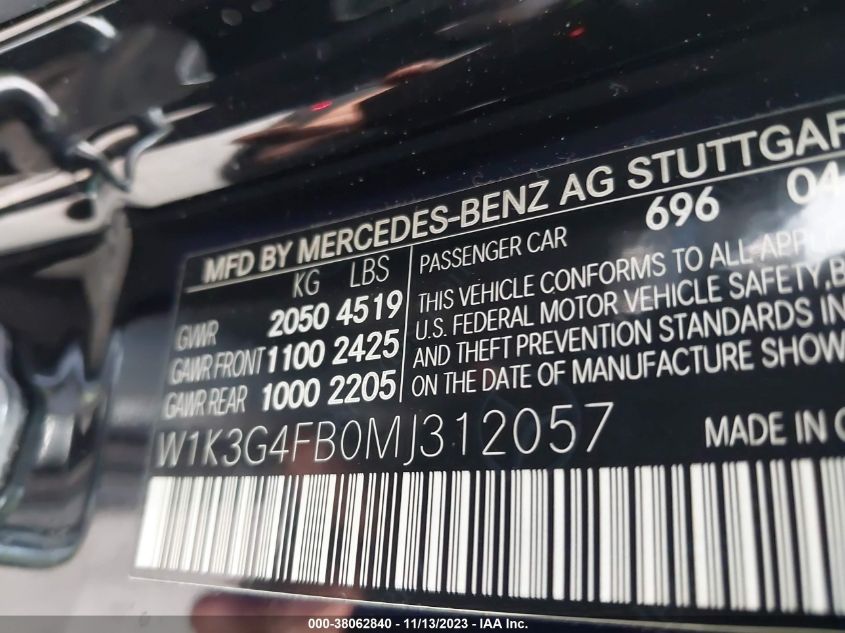 MFD BY MERCEDES-BENZ AG STUTTGAR
KG LBS
GVWR 2050 4519
GAWR FRONT 1100 2425
GAWR REAR 1000 2205
PASSENGER CAR 696 04
THIS VEHICLE CONFORMS TO ALL APPL
U.S. FEDERAL MOTOR VEHICLE SAFETY, B
AND THEFT PREVENTION STANDARDS IN
ON THE DATE OF MANUFACTURE SHOW
W1K3G4FB0MJ312057
MADE IN
000-38062840 - 11/13/2023 - IAA Inc.